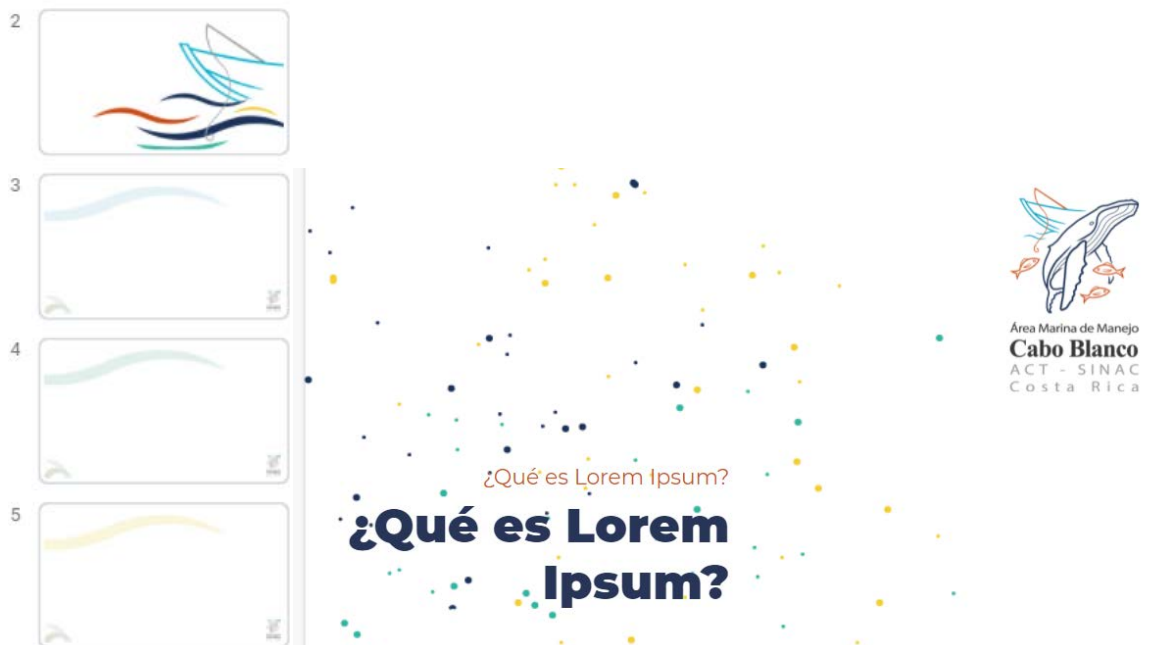 2
3
4
5
Área Marina de Manejo
Cabo Blanco
ACT - SINAC
Costa Rica
¿Qué es Lorem Ipsum?
¿Qué es Lorem
Ipsum?